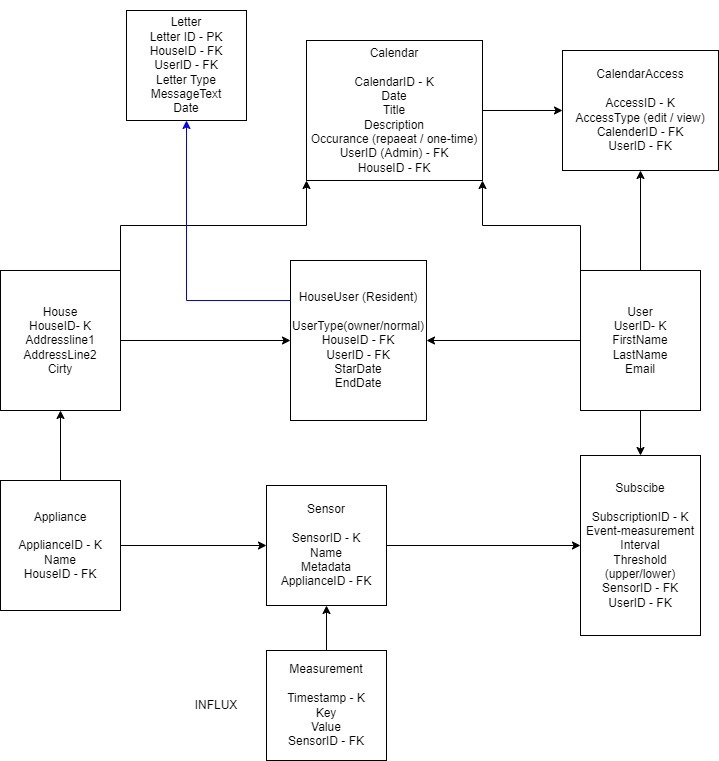 Letter
Letter ID - PK
HouseID - FK
UserID - FK
Letter Type
MessageText
Date
Calendar
CalendarID - K
Date
Title
Description
Occurance (repaeat / one-time)
UserID (Admin) - FK
HouseID - FK
CalendarAccess
AccessID - K
AccessType (edit / view)
CalenderID - FK
UserID - FK
House
HouseID- K
Addressline1
AddressLine2
Cirty
HouseUser (Resident)
UserType(owner/normal)
HouseID - FK
UserID - FK
StarDate
EndDate
User
UserID- K
FirstName
LastName
Email
Appliance
ApplianceID - K
Name
HouseID - FK
Sensor
SensorID - K
Name
Metadata
ApplianceID - FK
Subscibe
SubscriptionID - K
Event-measurement
Interval
Threshold
(upper/lower)
SensorID - FK
UserID - FK
INFLUX
Measurement
Timestamp - K
Key
Value
SensorID - FK